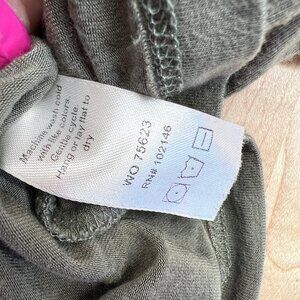 Machine wash cold
with like colors.
Gentle cycle.
Hang or lay flat to
dry
WO 75623
RN# 102146